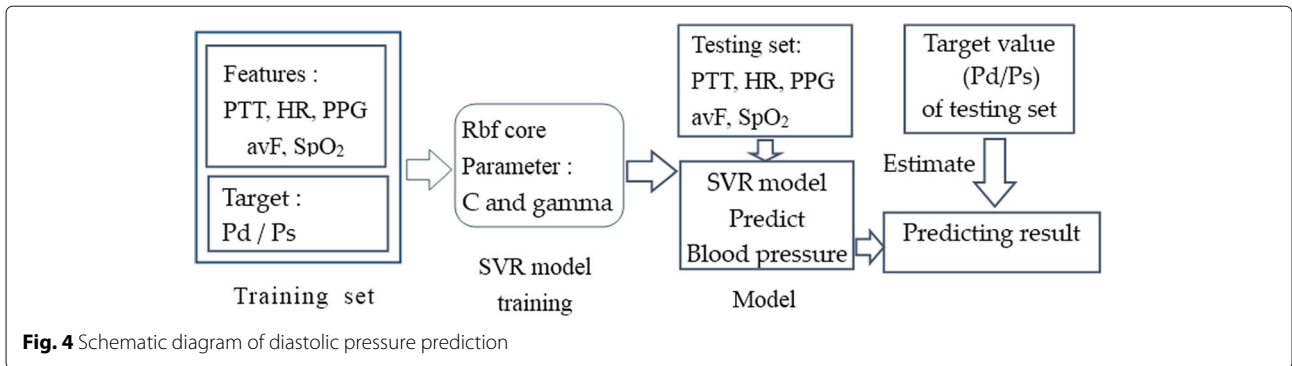 Features :
PTT, HR, PPG
avF, SpO₂
Target :
Pd / Ps
Training set
Rbf core
Parameter :
C and gamma
SVR model
training
Testing set:
PTT, HR, PPG
avF, SpO₂
SVR model
Predict
Blood pressure
Model
Target value
(Pd/Ps)
of testing set
Estimate
Predicting result
Fig. 4 Schematic diagram of diastolic pressure prediction